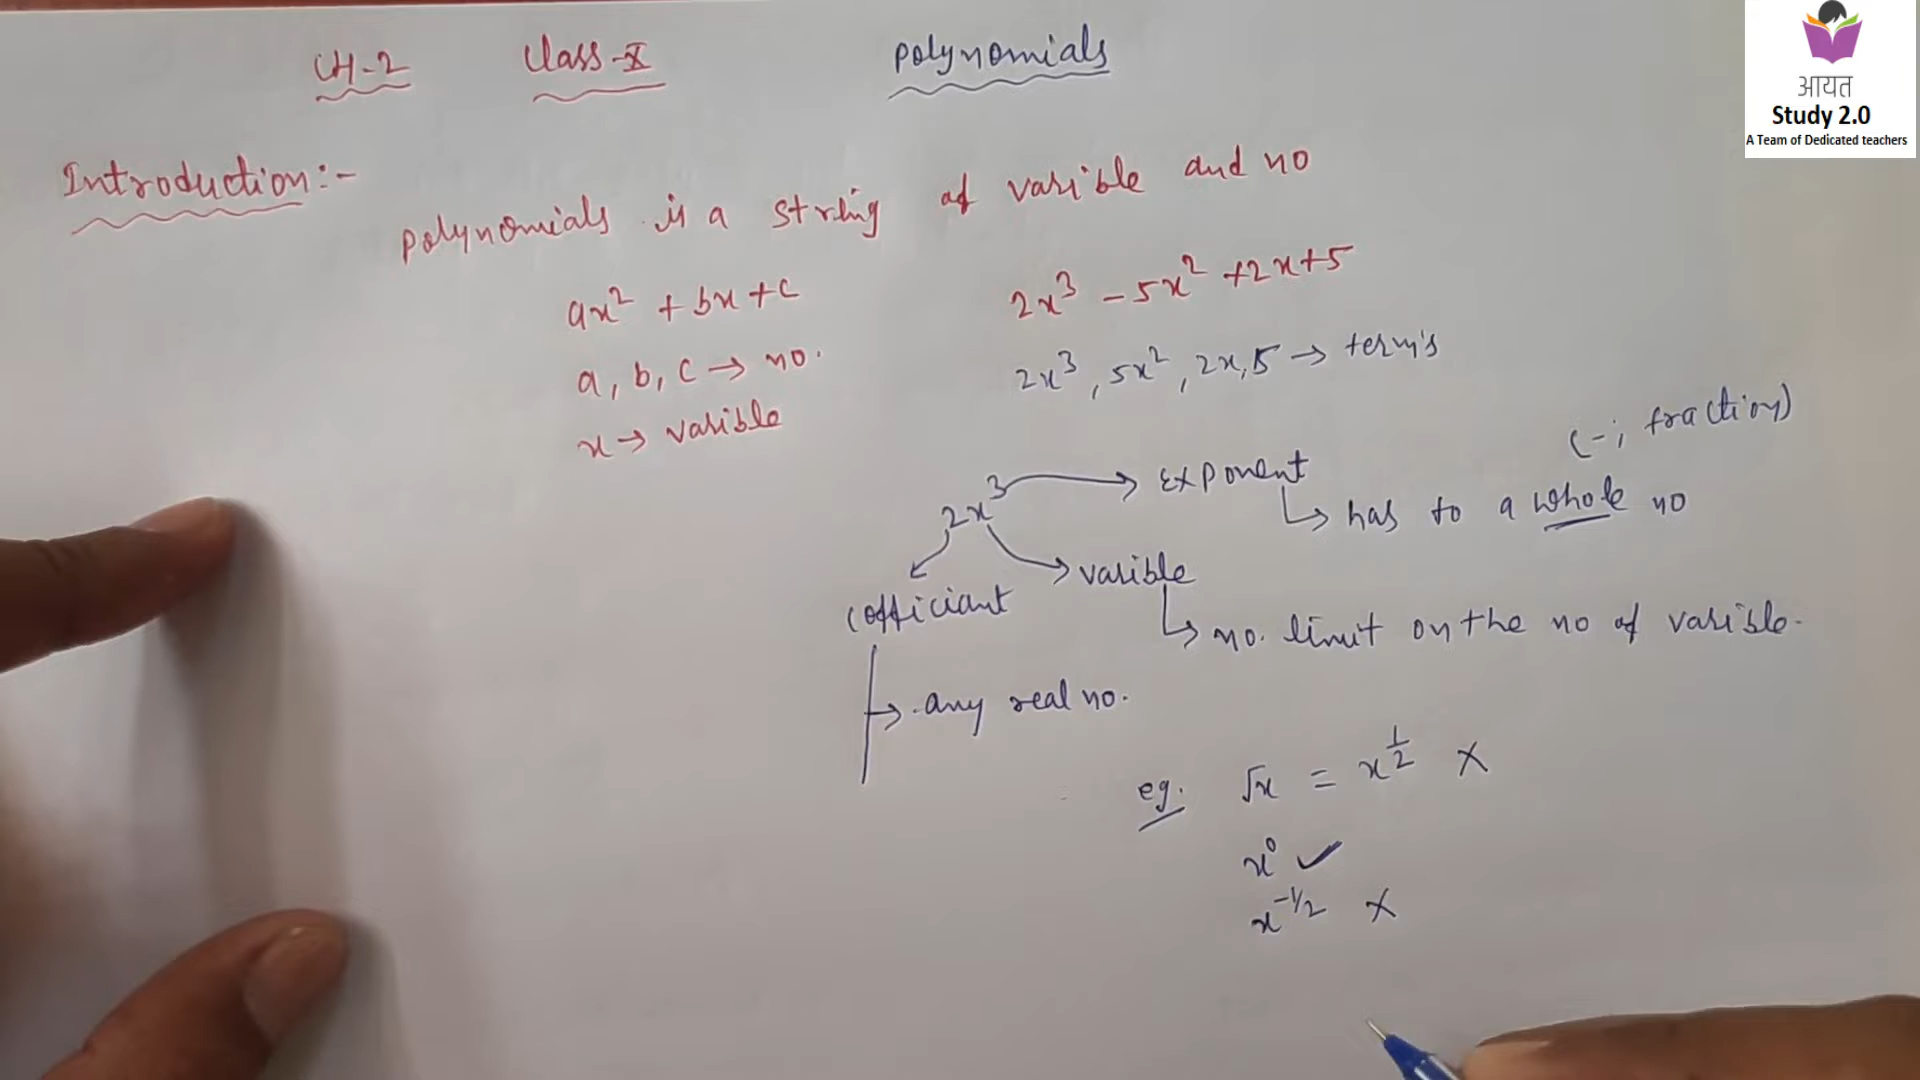 CH-2 Class-X Polynomials
Introduction:-
Polynomials is a string of varible and no
ax² + bx + c
2x³ - 5x² + 2x + 5
a, b, c → no.
2x³, 5x², 2x, 5 → term's
x → varible
(-; fraction)
2x³ → exponent
↳ has to a whole no
→ varible
↳ no. limit on the no of varible.
cofficiant
→ any real no.
eg. √x = x^1/2 ×
x⁰ ✓
x^-1/2 ×
आयत
Study 2.0
A Team of Dedicated teachers